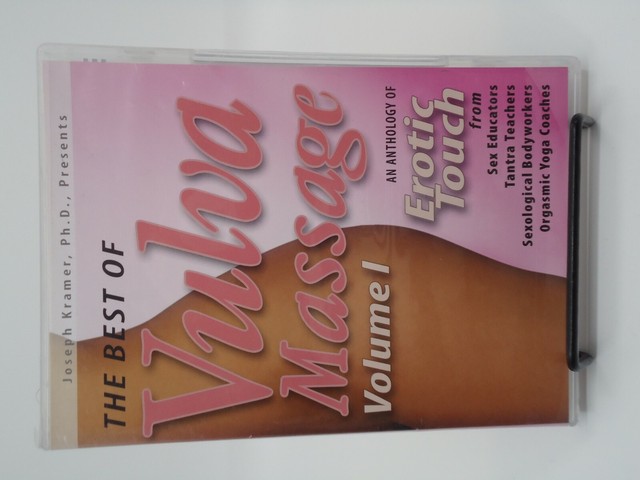 Joseph Kramer, Ph.D., Presents
THE BEST OF
Vulva
Massage
Volume I
AN ANTHOLOGY OF
Erotic
Touch
from
Sex Educators
Tantra Teachers
Sexological Bodyworkers
Orgasmic Yoga Coaches